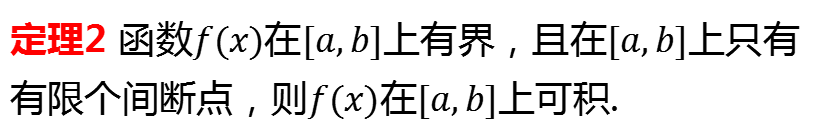 定理2 函数f(x)在[a, b]上有界，且在[a, b]上只有
有限个间断点，则f(x)在[a, b]上可积.